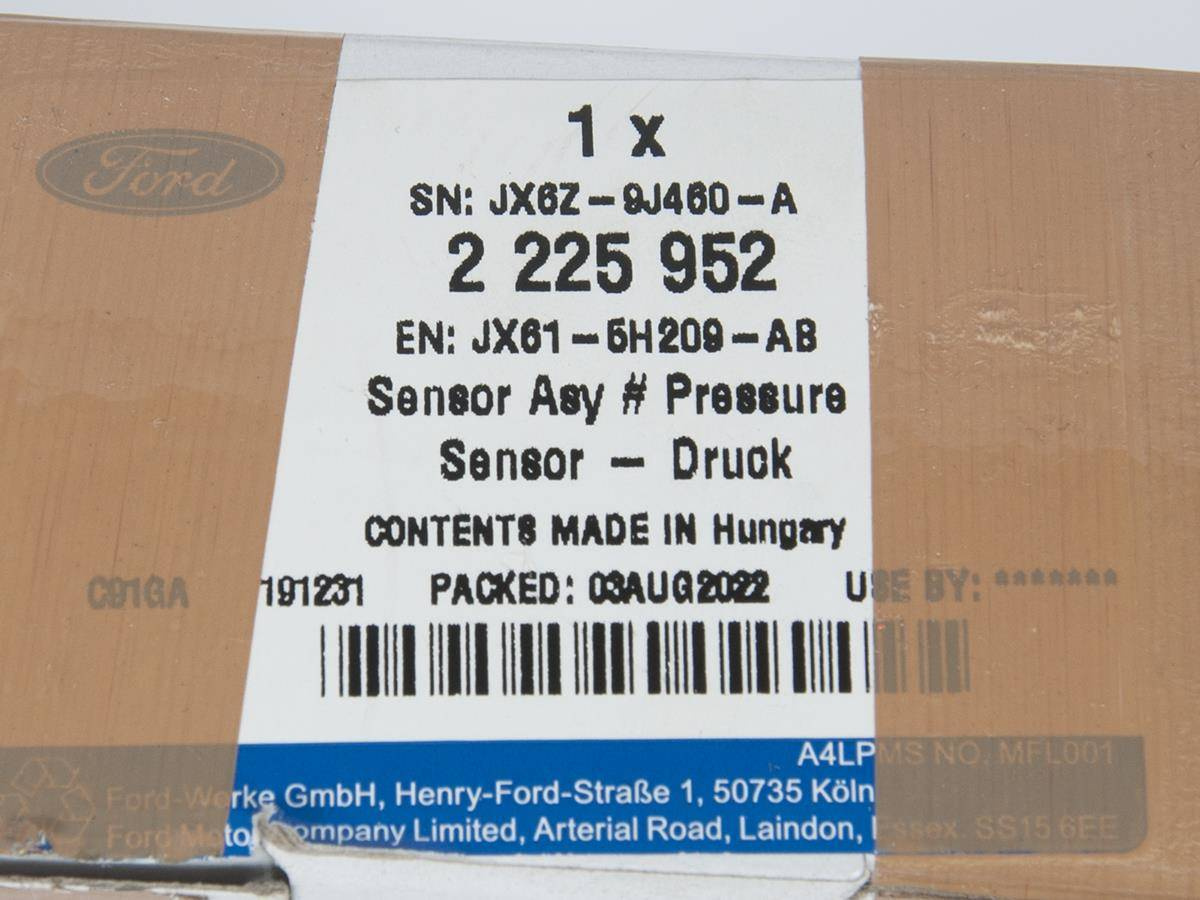 Ford
1 x
SN: JX6Z-9J460-A
2 225 952
EN: JX61-5H209-AB
Sensor Asy # Pressure
Sensor - Druck
CONTENTS MADE IN Hungary
C91GA 191231 PACKED: 03AUG2022 USE BY: *******
A4LPMS NO. MFL001
Ford-Werke GmbH, Henry-Ford-Straße 1, 50735 Köln
Ford Motor Company Limited, Arterial Road, Laindon, Essex. SS15 6EE